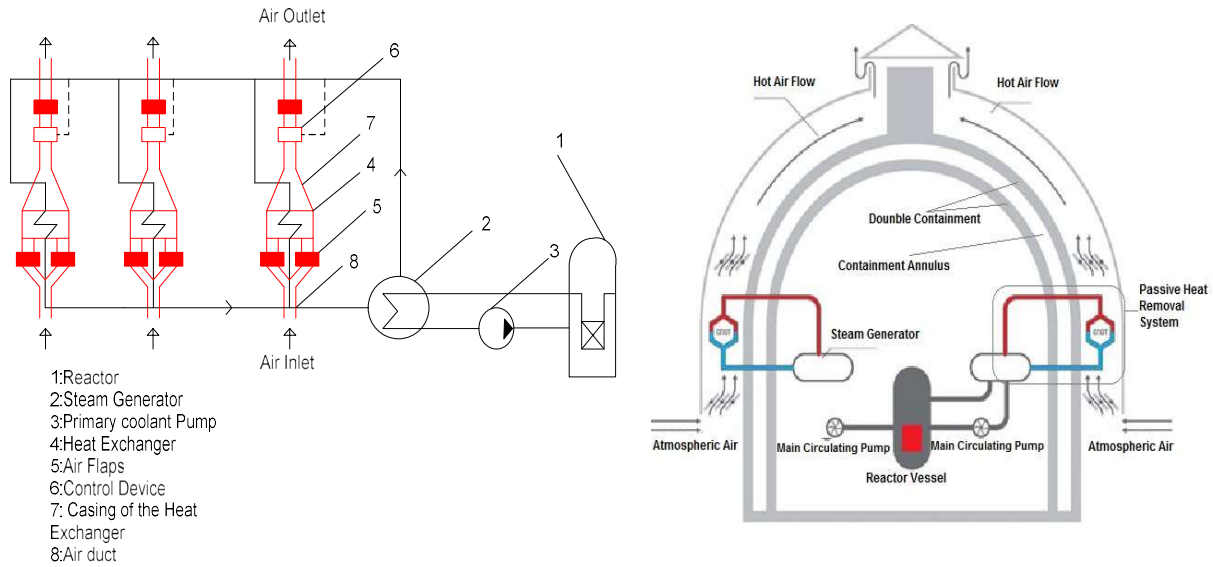 Air Outlet
6
7
1
4
5
2
3
8
Air Inlet
1:Reactor
2:Steam Generator
3:Primary coolant Pump
4:Heat Exchanger
5:Air Flaps
6:Control Device
7: Casing of the Heat
Exchanger
8:Air duct
Hot Air Flow
Hot Air Flow
Dounble Containment
Containment Annulus
Passive Heat
Removal
System
Steam Generator
Atmospheric Air
Main Circulating Pump
Main Circulating Pump
Atmospheric Air
Reactor Vessel